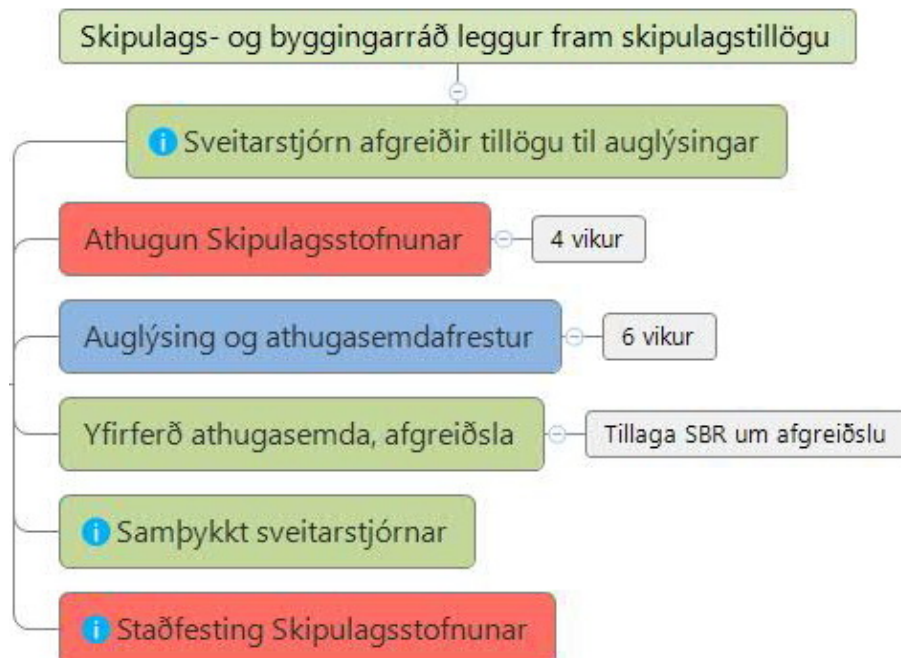 Skipulags- og byggingarráð leggur fram skipulagstillögu
Sveitarstjórn afgreiðir tillögu til auglýsingar
Athugun Skipulagsstofnunar
4 vikur
Auglýsing og athugasemdafrestur
6 vikur
Yfirferð athugasemda, afgreiðsla
Tillaga SBR um afgreiðslu
Samþykkt sveitarstjórnar
Staðfesting Skipulagsstofnunar